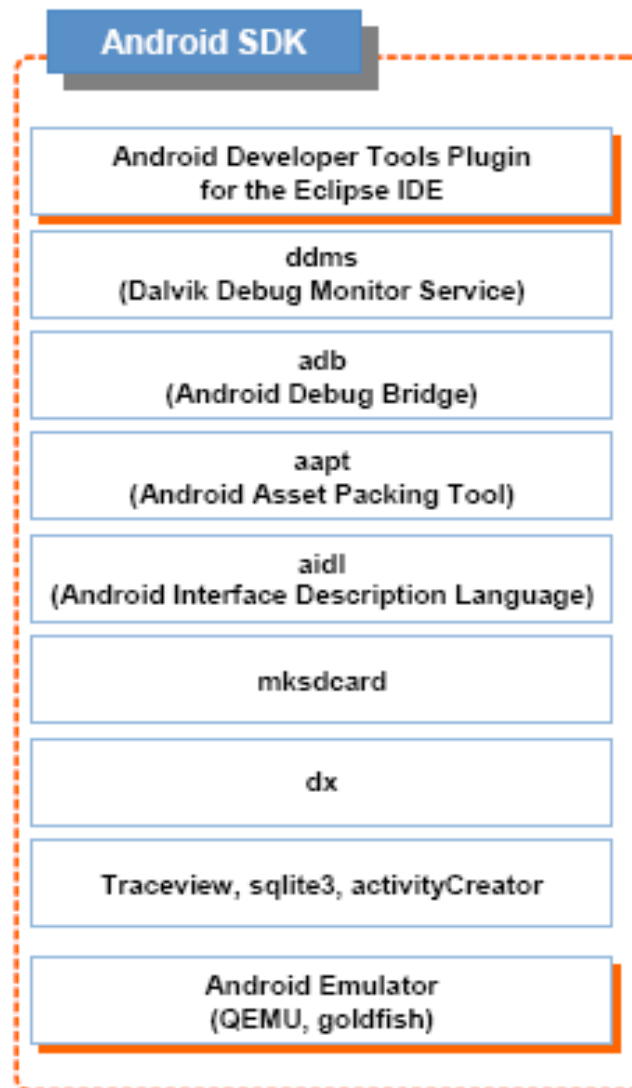 Android SDK
Android Developer Tools Plugin
for the Eclipse IDE
ddms
(Dalvik Debug Monitor Service)
adb
(Android Debug Bridge)
aapt
(Android Asset Packing Tool)
aidl
(Android Interface Description Language)
mksdcard
dx
Traceview, sqlite3, activityCreator
Android Emulator
(QEMU, goldfish)